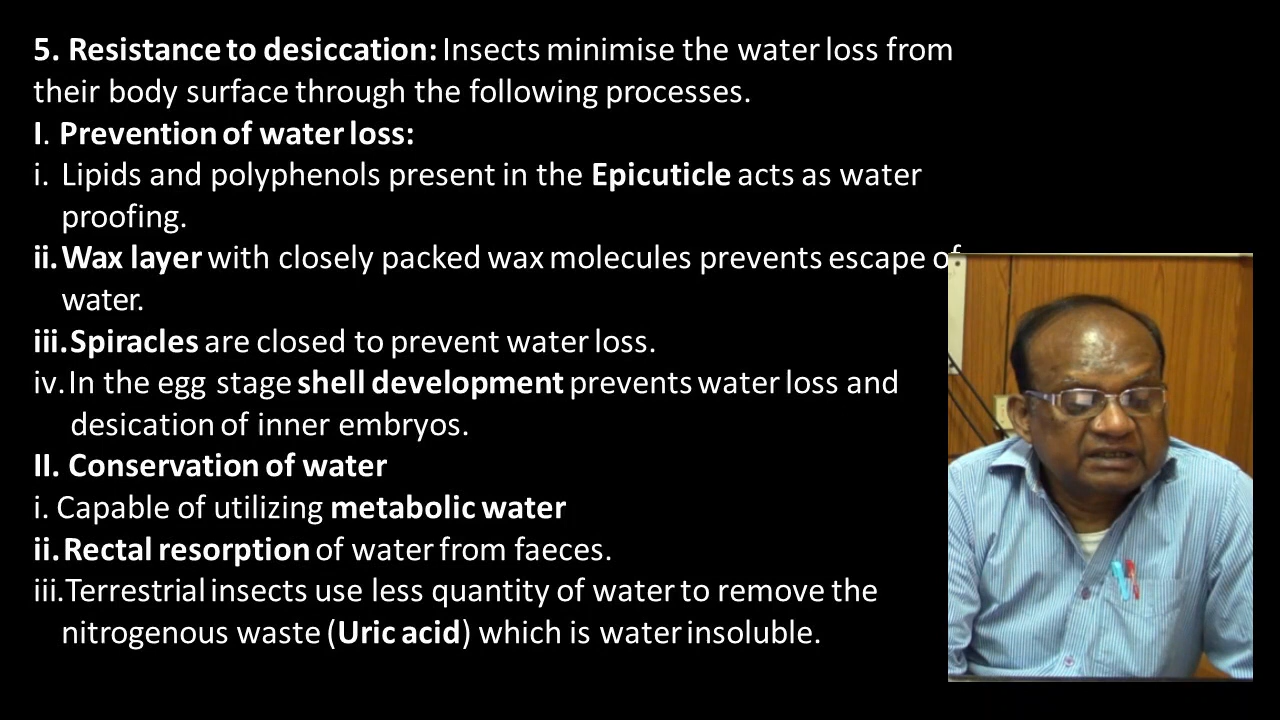 5. Resistance to desiccation: Insects minimise the water loss from
their body surface through the following processes.
I. Prevention of water loss:
i. Lipids and polyphenols present in the Epicuticle acts as water
proofing.
ii. Wax layer with closely packed wax molecules prevents escape of
water.
iii. Spiracles are closed to prevent water loss.
iv. In the egg stage shell development prevents water loss and
desication of inner embryos.
II. Conservation of water
i. Capable of utilizing metabolic water
ii. Rectal resorption of water from faeces.
iii. Terrestrial insects use less quantity of water to remove the
nitrogenous waste (Uric acid) which is water insoluble.